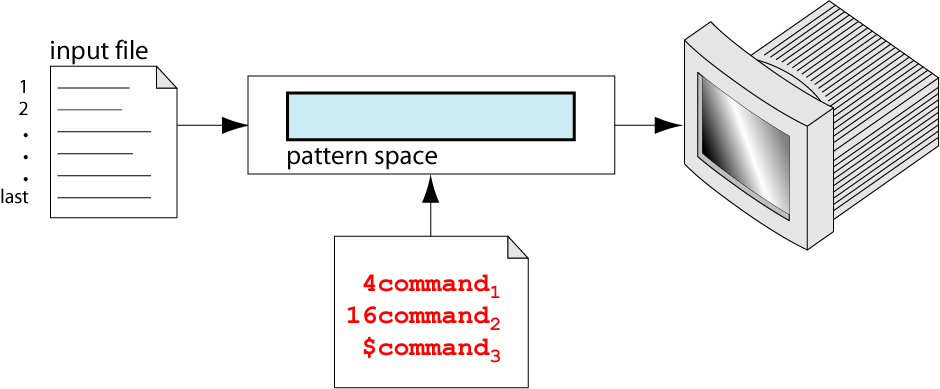 input file
1
2
.
.
.
last
pattern space
4command1
16command2
$command3